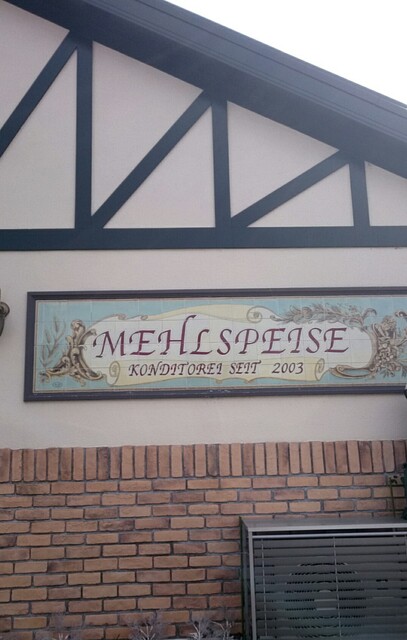 MEHLSPEISE
KONDITOREI SEIT 2003